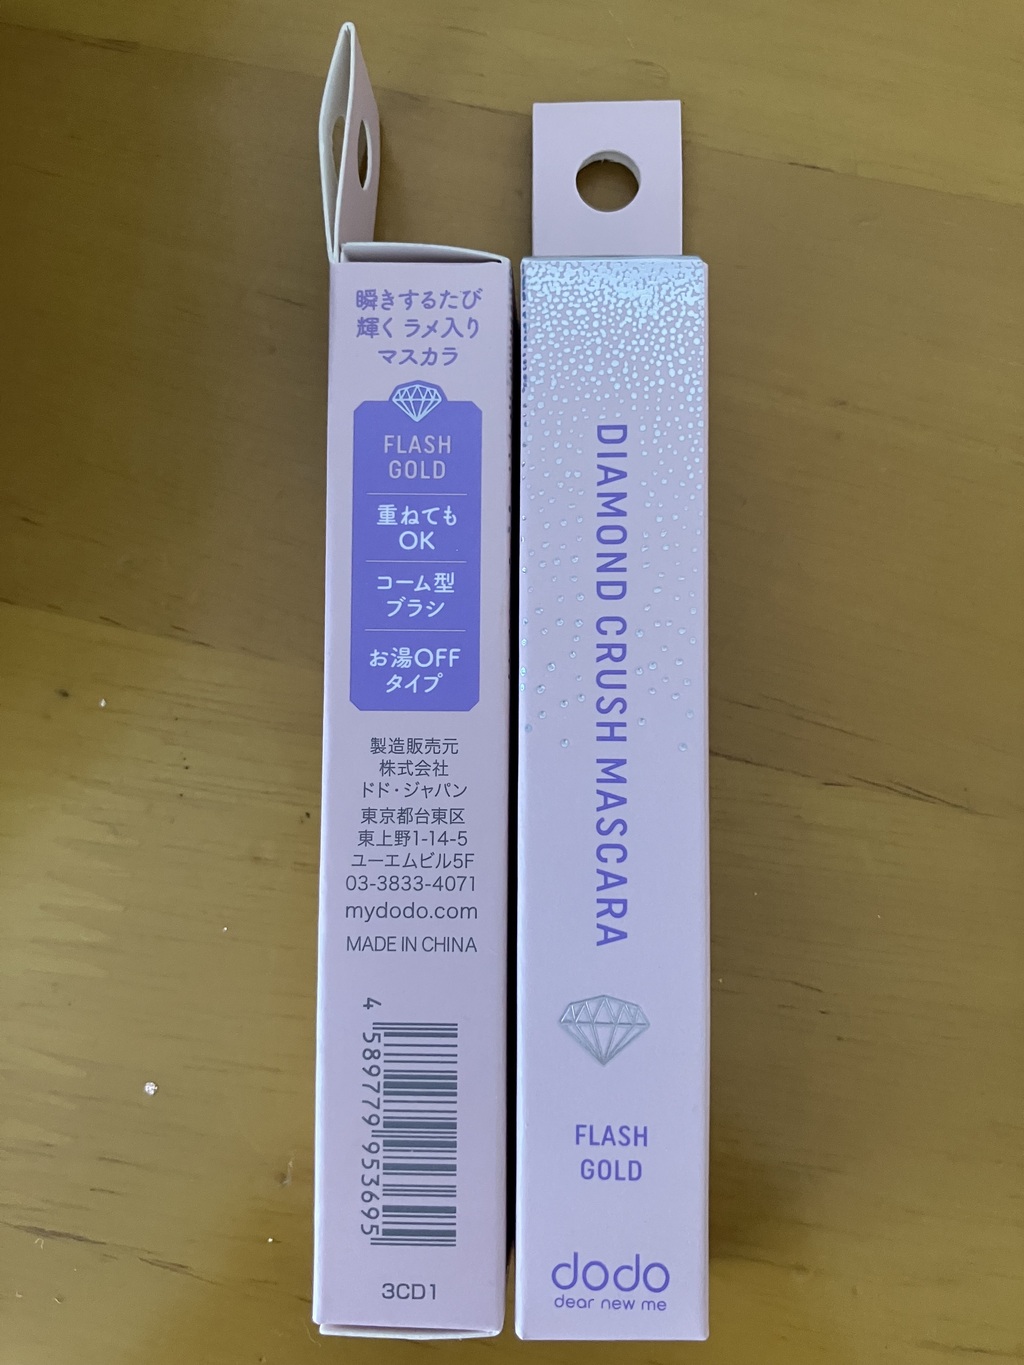 瞬きするたび
輝く ラメ入り
マスカラ
FLASH
GOLD
重ねても
OK
コーム型
ブラシ
お湯OFF
タイプ
製造販売元
株式会社
ドド・ジャパン
東京都台東区
東上野1-14-5
ユーエムビル5F
03-3833-4071
mydodo.com
MADE IN CHINA
4 589779 953695
3CD1
DIAMOND CRUSH MASCARA
FLASH
GOLD
dodo
dear new me